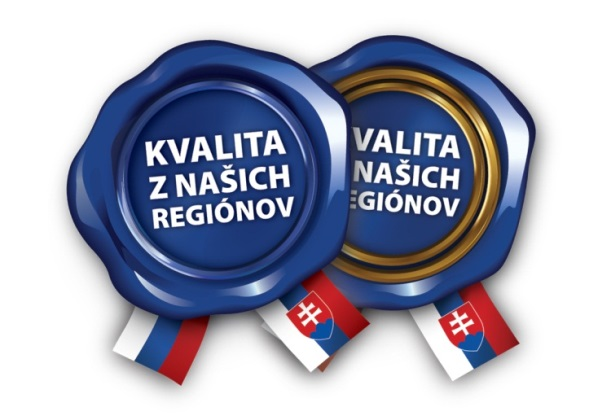 KVALITA
Z NAŠICH
REGIÓNOV
VALITA
NAŠICH
EGIÓNOV